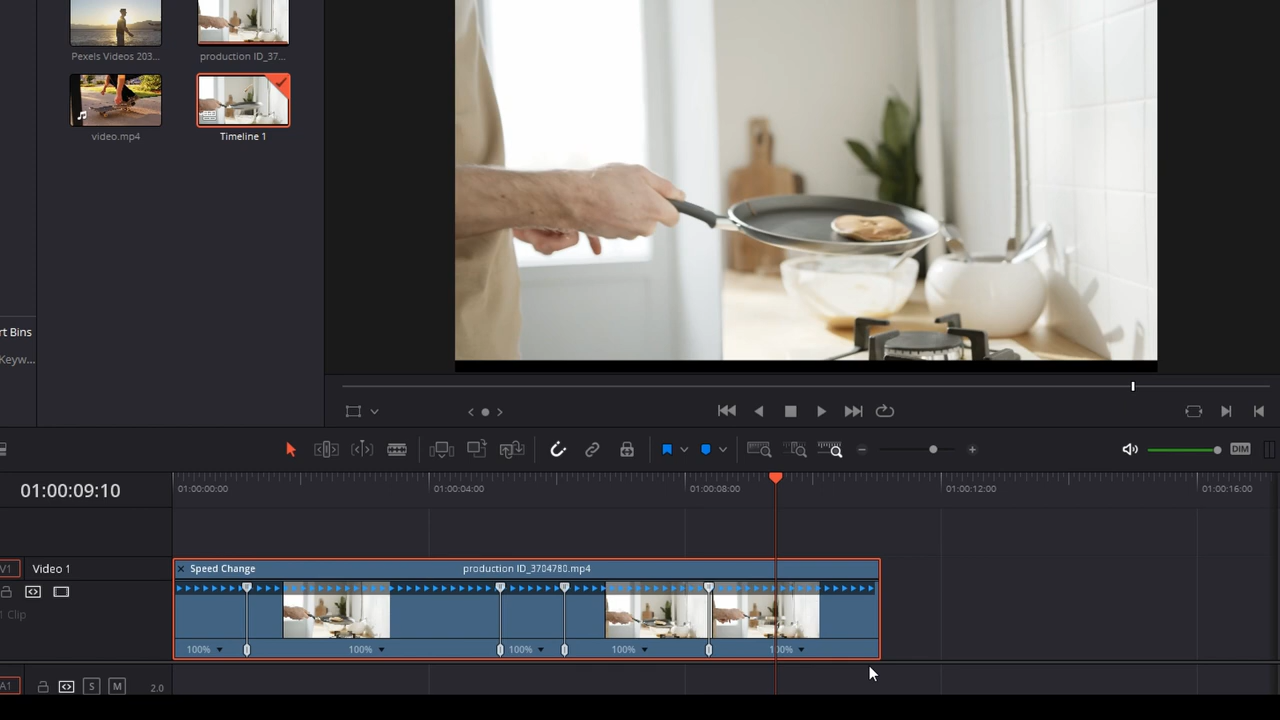 Pexels Videos 203...
production ID_37...
video.mp4
Timeline 1
rt Bins
Keyw...
DIM
01:00:09:10
01:00:00:00
01:00:04:00
01:00:08:00
01:00:12:00
01:00:16:00
V1
Video 1
× Speed Change
production ID_3704780.mp4
1 Clip
100%
100%
100%
100%
100%
A1
S
M
2.0